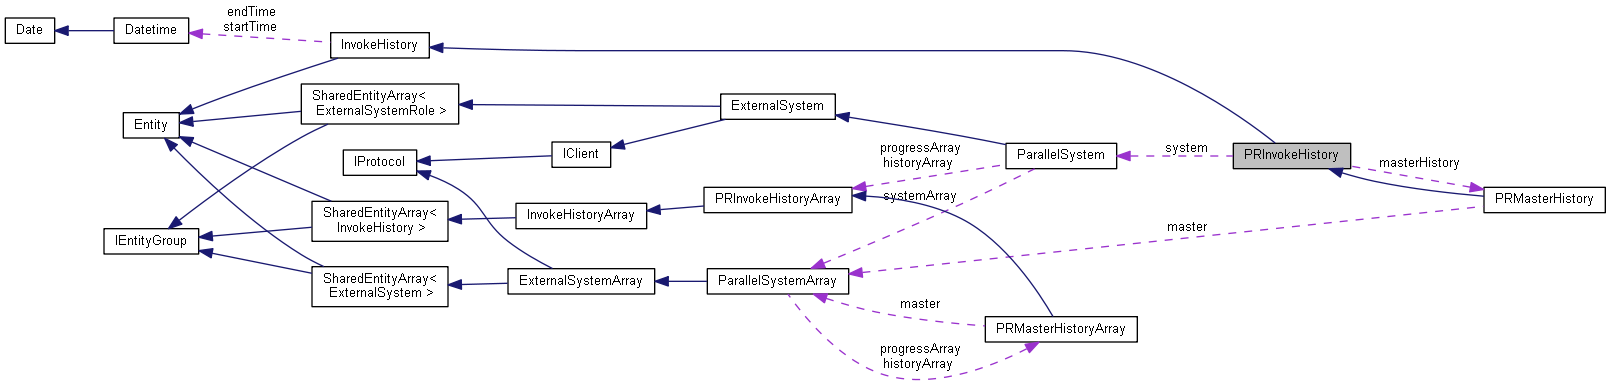 endTime
startTime
Date
Datetime
InvokeHistory
SharedEntityArray<
ExternalSystemRole >
ExternalSystem
Entity
IProtocol
IClient
progressArray
historyArray
ParallelSystem
system
PRInvokeHistory
masterHistory
systemArray
PRInvokeHistoryArray
PRMasterHistory
SharedEntityArray<
InvokeHistory >
InvokeHistoryArray
IEntityGroup
master
SharedEntityArray<
ExternalSystem >
ExternalSystemArray
ParallelSystemArray
master
PRMasterHistoryArray
progressArray
historyArray